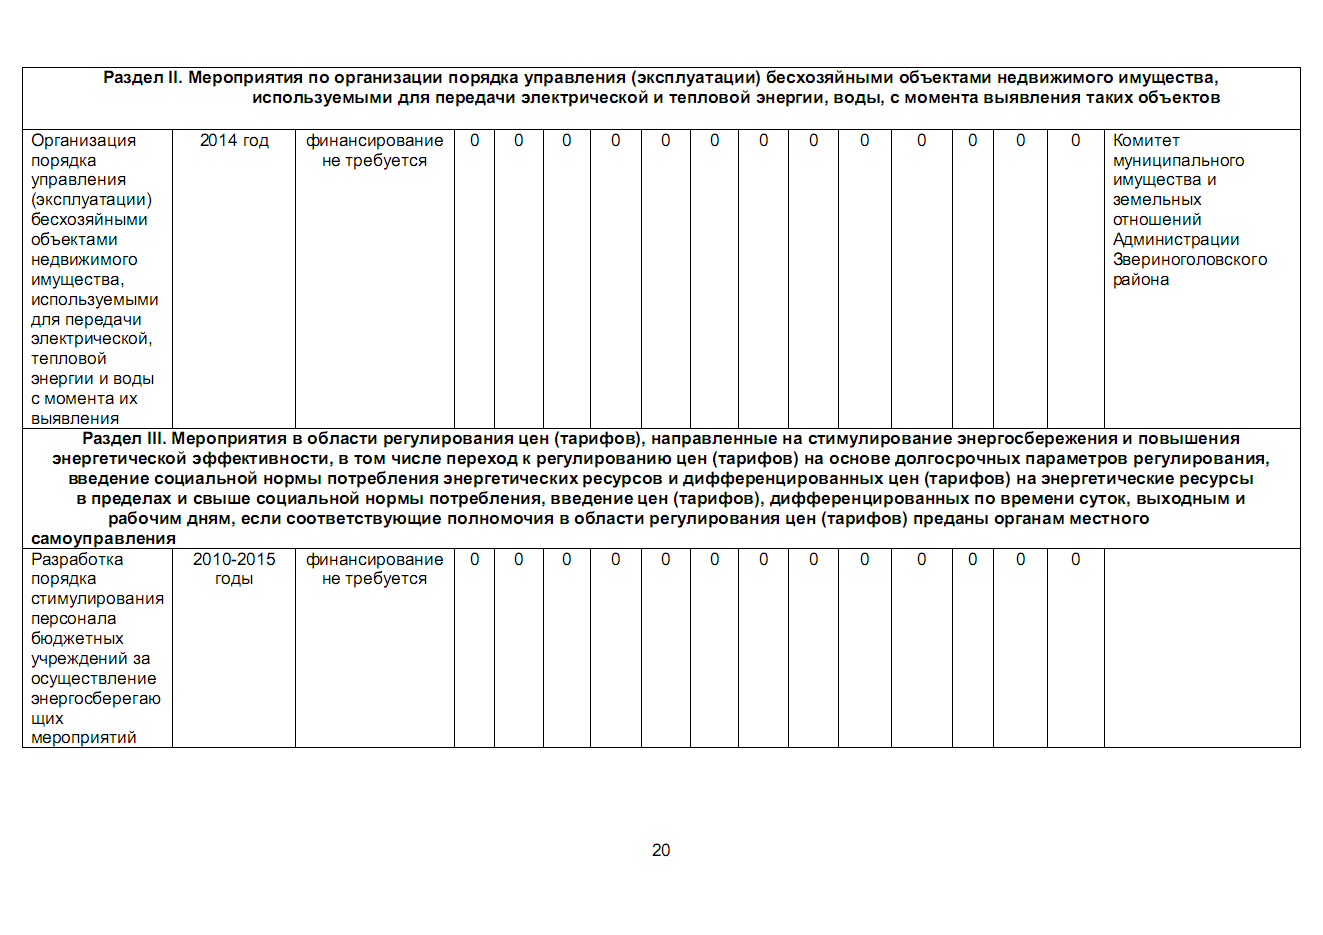 Раздел II. Мероприятия по организации порядка управления (эксплуатации) бесхозяйными объектами недвижимого имущества,
используемыми для передачи электрической и тепловой энергии, воды, с момента выявления таких объектов
Организация
порядка
управления
(эксплуатации)
бесхозяйными
объектами
недвижимого
имущества,
используемыми
для передачи
электрической,
тепловой
энергии и воды
с момента их
выявления
2014 год
финансирование
не требуется
0 0 0 0 0 0 0 0 0 0 0 0 0
Комитет
муниципального
имущества и
земельных
отношений
Администрации
Звериноголовского
района
Раздел III. Мероприятия в области регулирования цен (тарифов), направленные на стимулирование энергосбережения и повышения
энергетической эффективности, в том числе переход к регулированию цен (тарифов) на основе долгосрочных параметров регулирования,
введение социальной нормы потребления энергетических ресурсов и дифференцированных цен (тарифов) на энергетические ресурсы
в пределах и свыше социальной нормы потребления, введение цен (тарифов), дифференцированных по времени суток, выходным и
рабочим дням, если соответствующие полномочия в области регулирования цен (тарифов) преданы органам местного
самоуправления
Разработка
порядка
стимулирования
персонала
бюджетных
учреждений за
осуществление
энергосберегаю
щих
мероприятий
2010-2015
годы
финансирование
не требуется
0 0 0 0 0 0 0 0 0 0 0 0 0
20